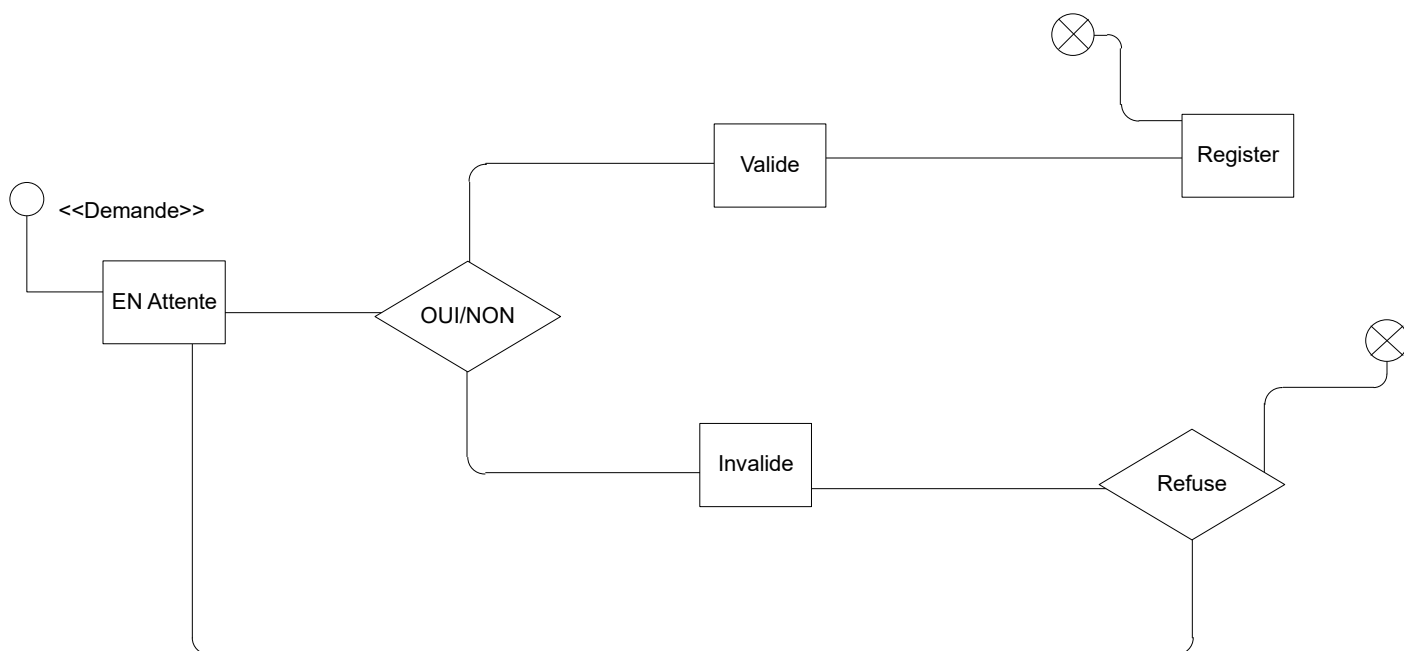 <<Demande>>
EN Attente
OUI/NON
Valide
Register
Invalide
Refuse